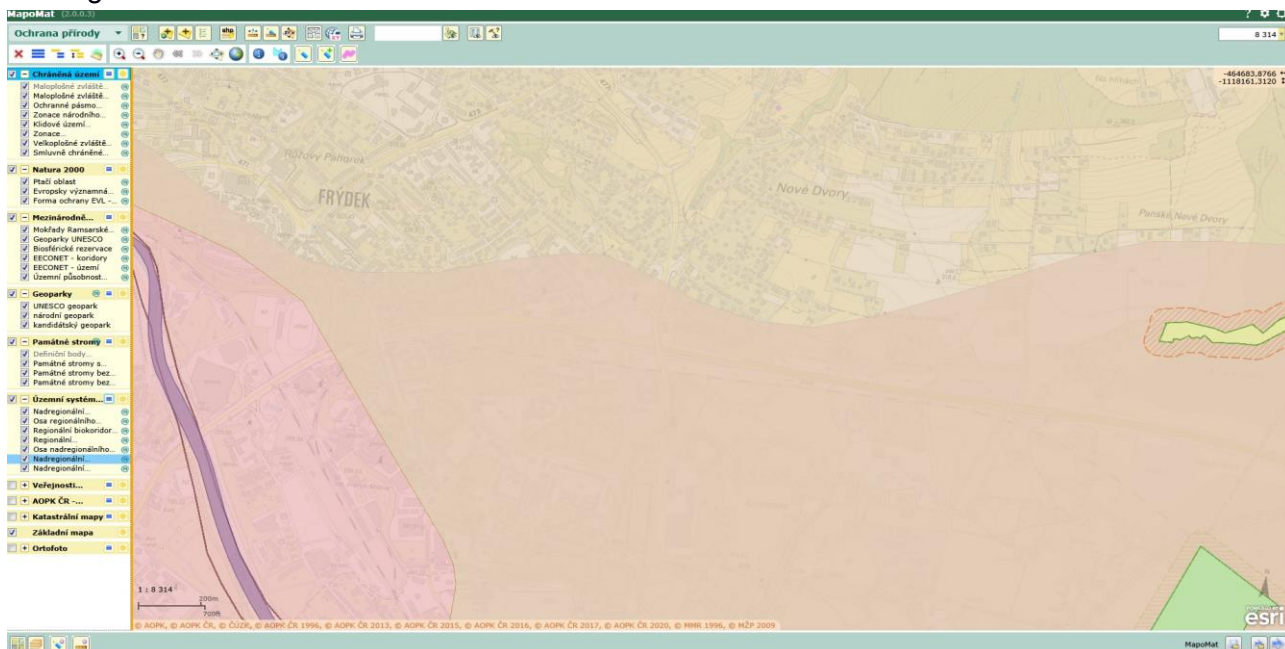 MapoMat (2.0.0.3)
?
Ochrana přírody
shp
8 314
Chráněná území
Maloplošné zvláště...
Maloplošné zvláště...
Ochranné pásmo...
Zonace národního...
Klidové území...
Zonace...
Velkoplošné zvláště...
Smluvně chráněné...
Natura 2000
Ptačí oblast
Evropsky významná...
Forma ochrany EVL -...
Mezinárodně...
Mokřady Ramsarské...
Geoparky UNESCO
Biosférické rezervace
EECONET - koridory
EECONET - území
Územní působnost...
Geoparky
UNESCO geopark
národní geopark
kandidátský geopark
Památné stromy
Definiční body...
Památné stromy s...
Památné stromy bez...
Památné stromy bez...
Územní systém...
Nadregionální...
Osa regionálního...
Regionální biokoridor...
Regionální...
Osa nadregionálního...
Nadregionální...
Nadregionální...
Veřejnosti...
AOPK ČR -...
Katastrální mapy
Základní mapa
Ortofoto
-464683,8766
-1118161,3120
Na Nivách
Růžový Pahorek
FRÝDEK
Nové Dvory
Panské Nové Dvory
1 : 8 314
200m
700ft
© AOPK, © AOPK ČR, © ČÚZK, © AOPK ČR 1996, © AOPK ČR 2013, © AOPK ČR 2015, © AOPK ČR 2016, © AOPK ČR 2017, © AOPK ČR 2020, © MMR 1996, © MŽP 2009
N
esri
MapoMat